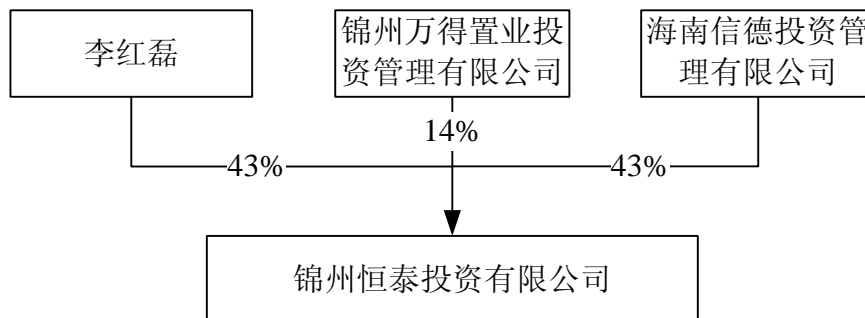 李红磊
锦州万得置业投
资管理有限公司
海南信德投资管
理有限公司
14%
43%
43%
锦州恒泰投资有限公司